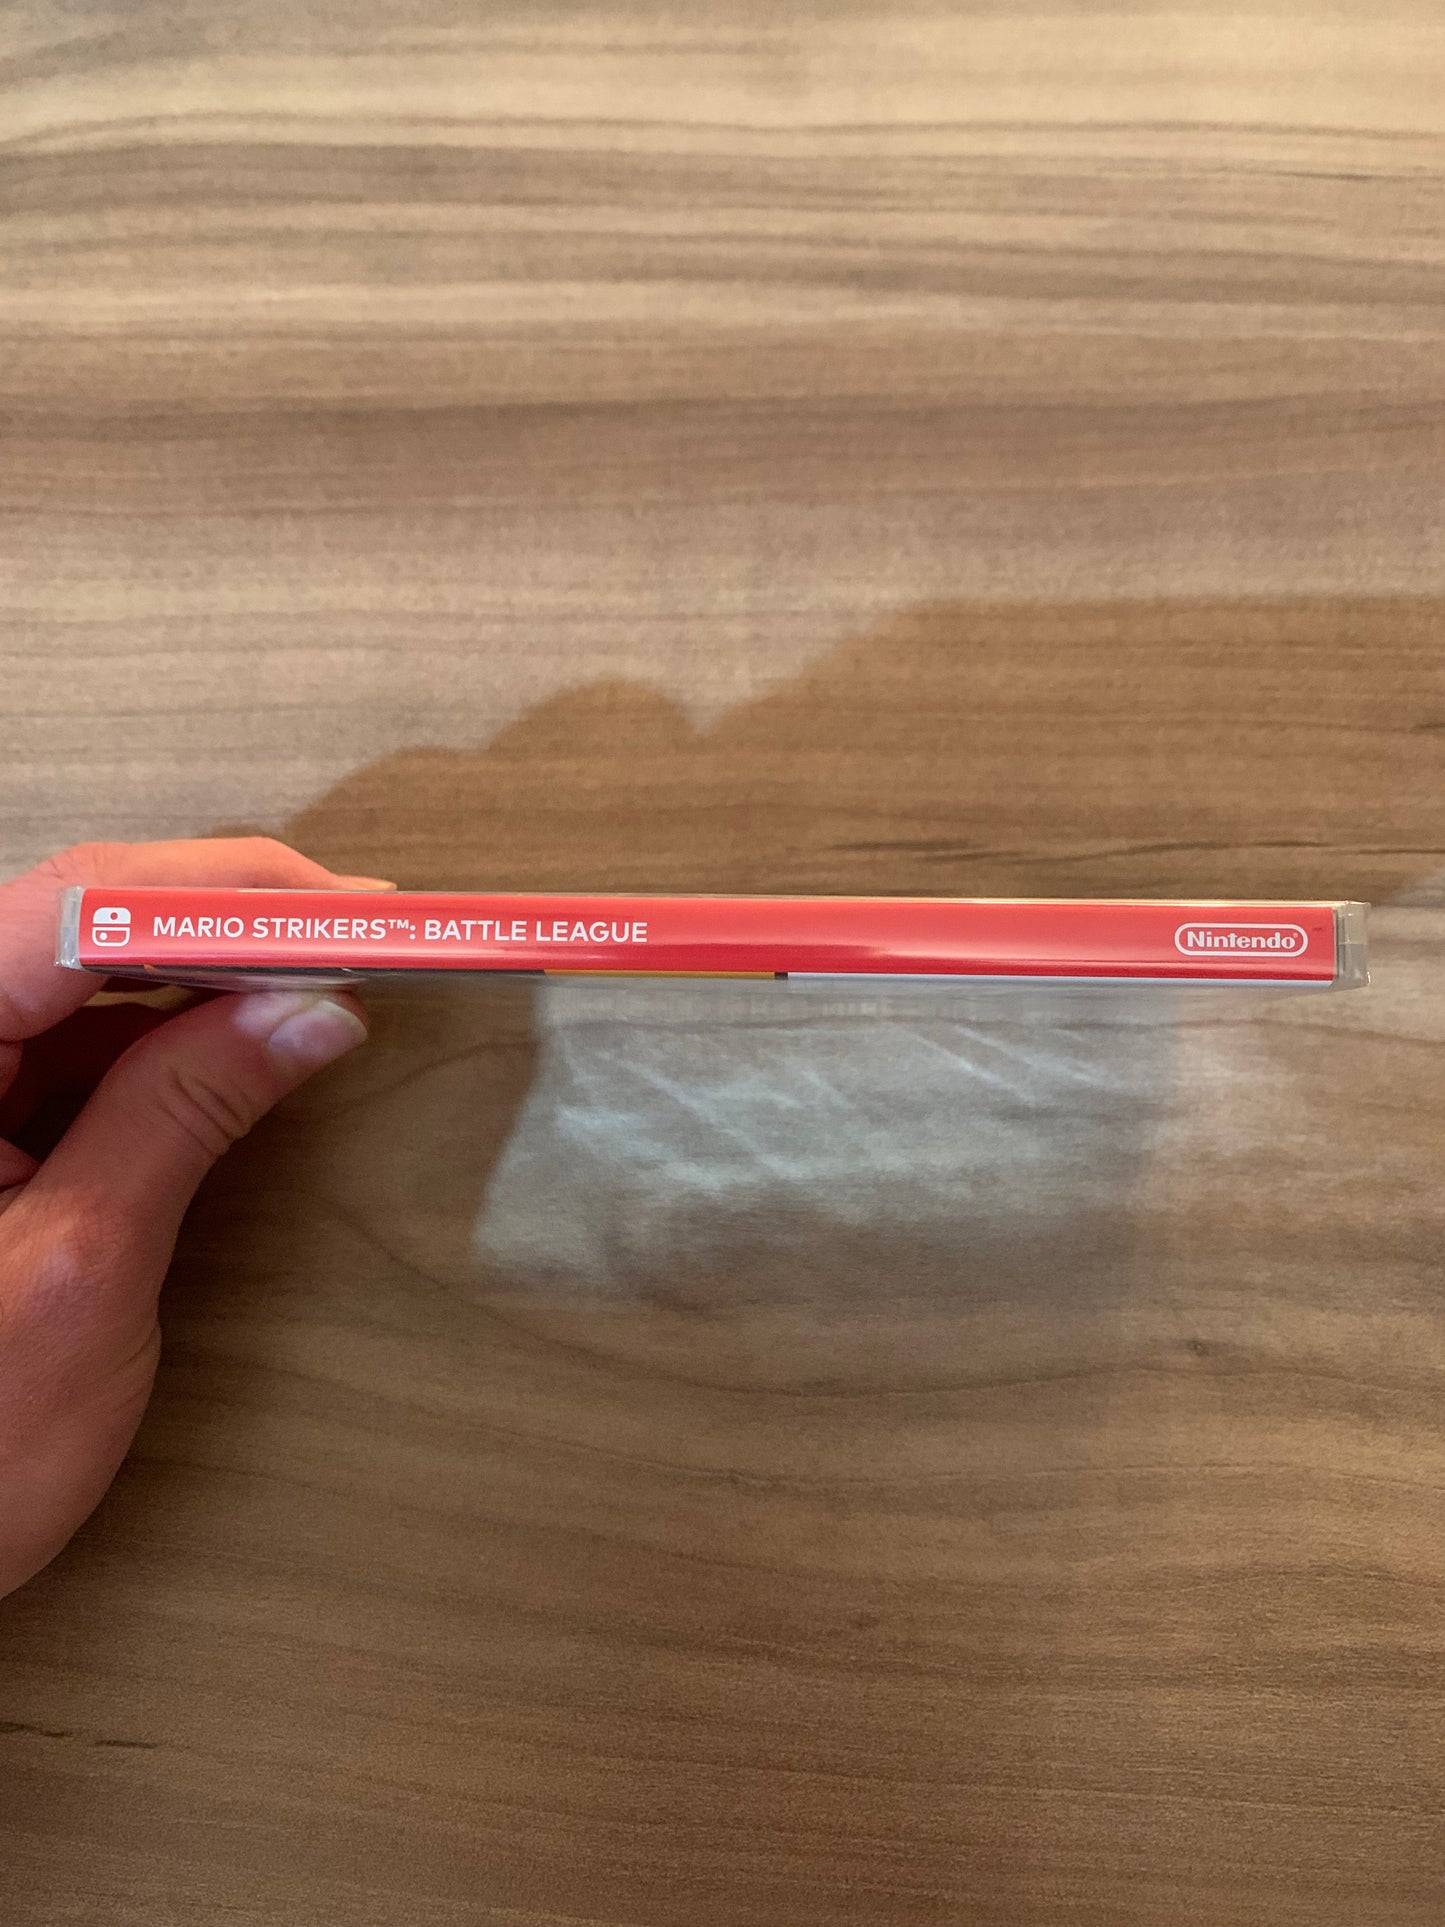 MARIO STRIKERS™: BATTLE LEAGUE
Nintendo®